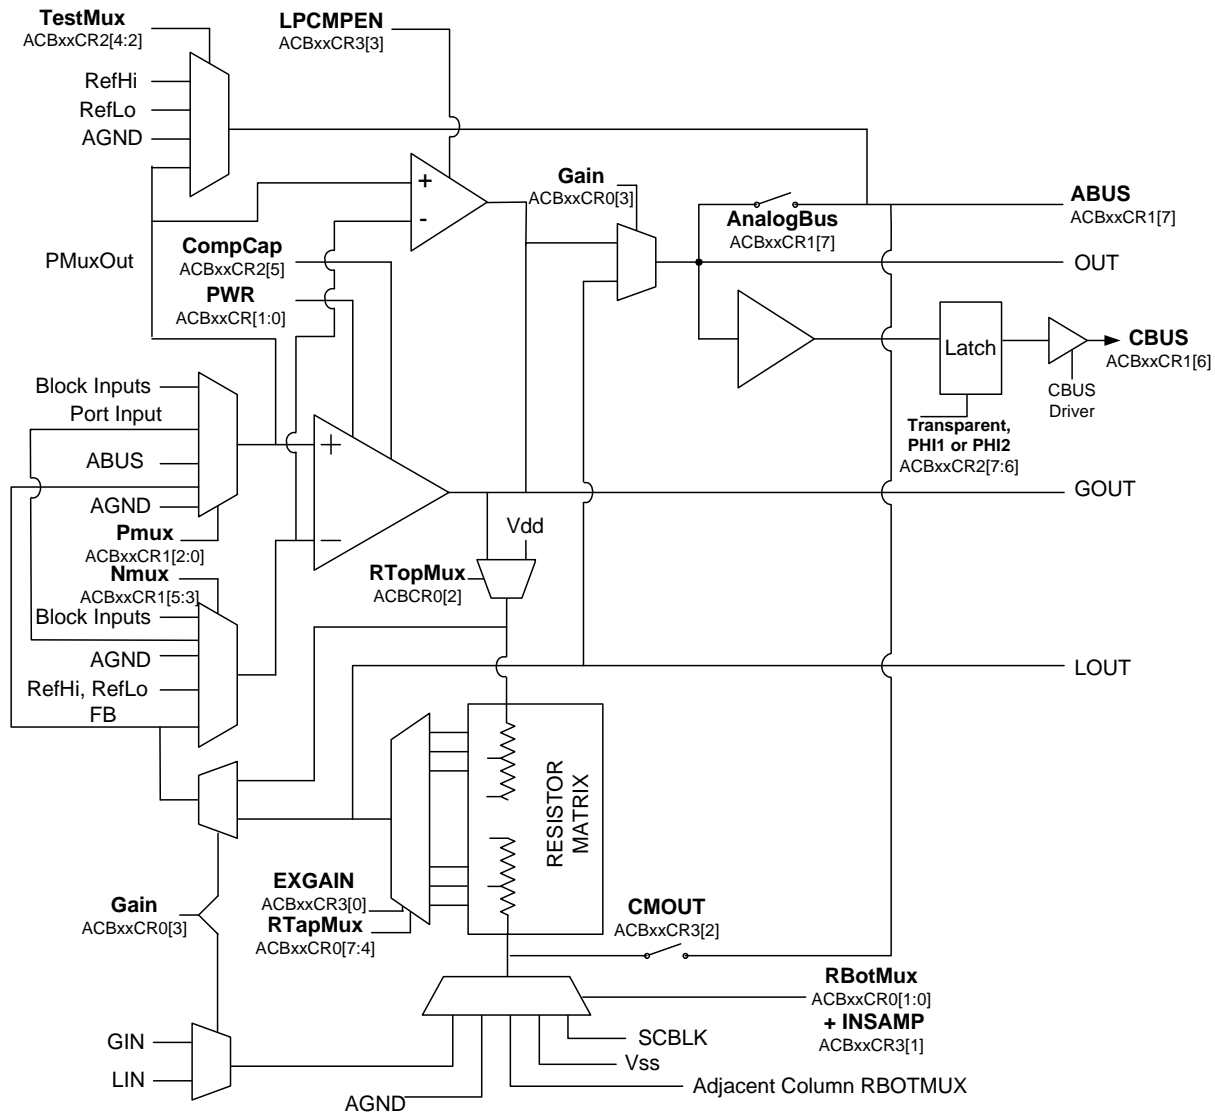 TestMux
ACBxxCR2[4:2]
LPCMPEN
ACBxxCR3[3]
RefHi
RefLo
AGND
+
-
Gain
ACBxxCR0[3]
AnalogBus
ACBxxCR1[7]
ABUS
ACBxxCR1[7]
PMuxOut
CompCap
ACBxxCR2[5]
PWR
ACBxxCR[1:0]
OUT
Latch
CBUS
ACBxxCR1[6]
CBUS
Driver
Transparent,
PHI1 or PHI2
ACBxxCR2[7:6]
Block Inputs
Port Input
ABUS
AGND
+
−
Pmux
ACBxxCR1[2:0]
GOUT
Vdd
RTopMux
ACBCR0[2]
Nmux
ACBxxCR1[5:3]
Block Inputs
AGND
RefHi, RefLo
FB
LOUT
RESISTOR
MATRIX
EXGAIN
ACBxxCR3[0]
RTapMux
ACBxxCR0[7:4]
Gain
ACBxxCR0[3]
CMOUT
ACBxxCR3[2]
RBotMux
ACBxxCR0[1:0]
+ INSAMP
ACBxxCR3[1]
GIN
LIN
SCBLK
Vss
Adjacent Column RBOTMUX
AGND